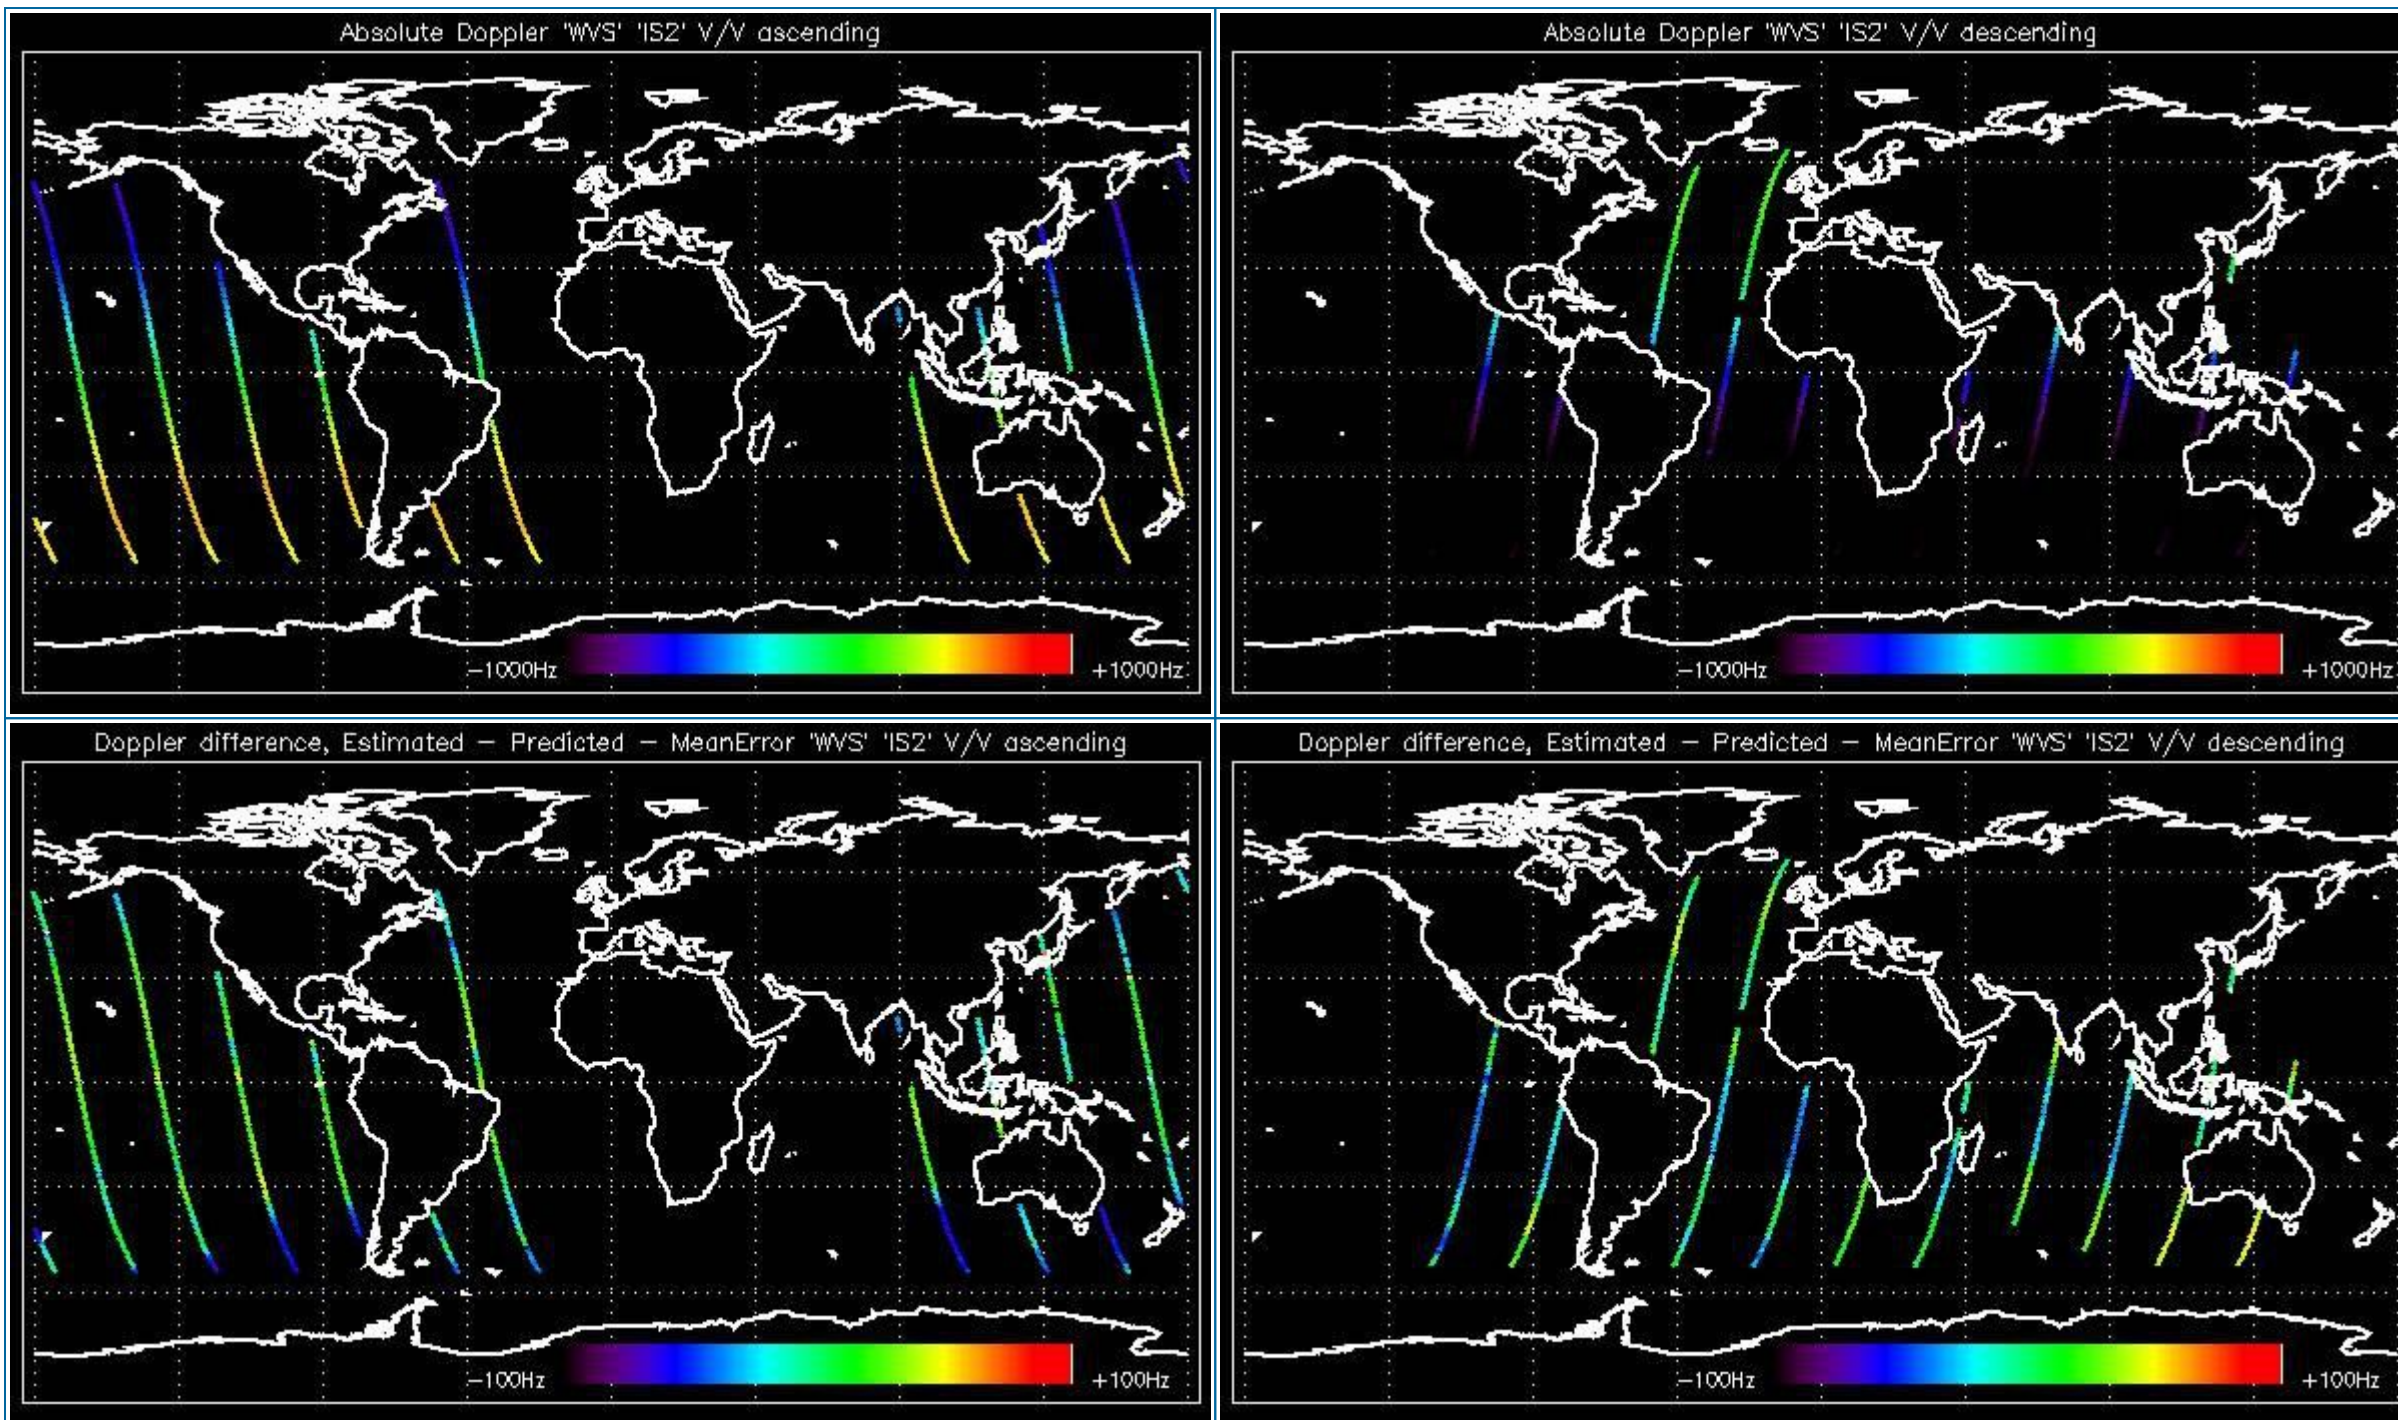 Absolute Doppler 'WVS' 'IS2' V/V ascending
-1000Hz
+1000Hz
Absolute Doppler 'WVS' 'IS2' V/V descending
-1000Hz
+1000Hz
Doppler difference, Estimated - Predicted - MeanError 'WVS' 'IS2' V/V ascending
-100Hz
+100Hz
Doppler difference, Estimated - Predicted - MeanError 'WVS' 'IS2' V/V descending
-100Hz
+100Hz